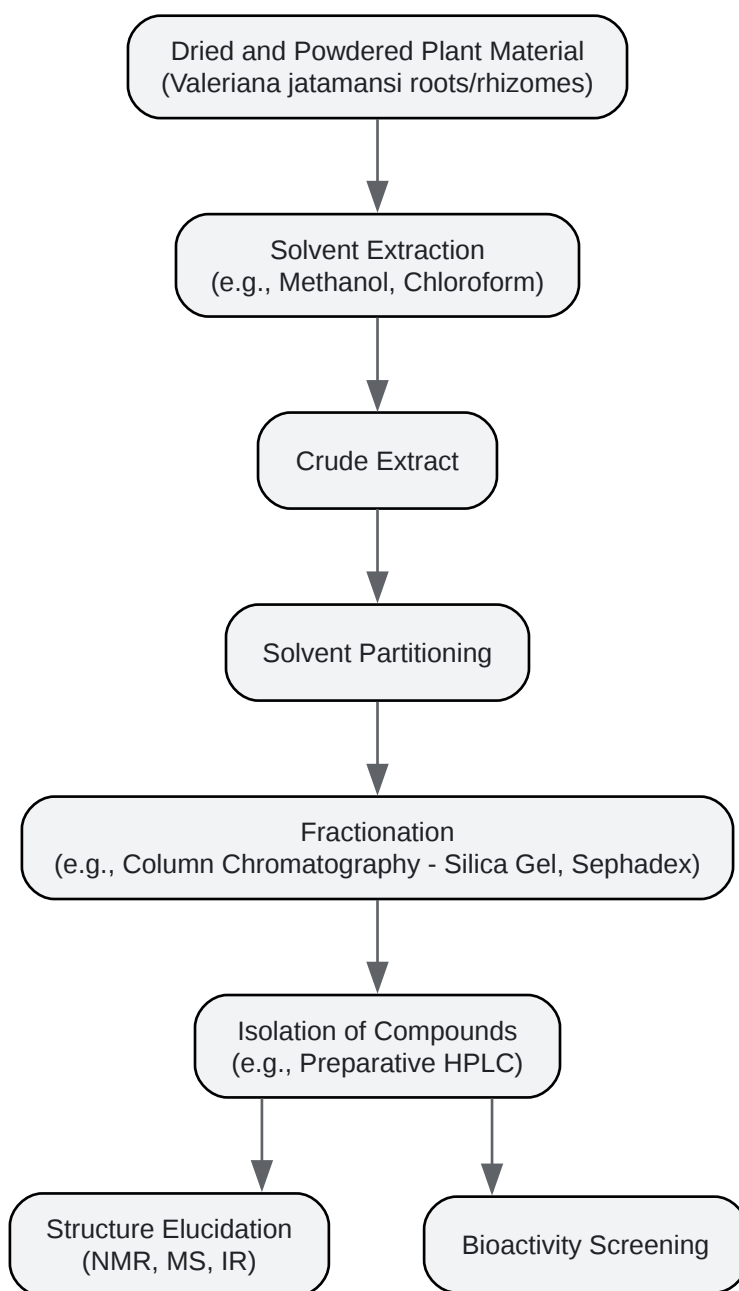 Dried and Powdered Plant Material
(Valeriana jatamansi roots/rhizomes)
Solvent Extraction
(e.g., Methanol, Chloroform)
Crude Extract
Solvent Partitioning
Fractionation
(e.g., Column Chromatography - Silica Gel, Sephadex)
Isolation of Compounds
(e.g., Preparative HPLC)
Structure Elucidation
(NMR, MS, IR)
Bioactivity Screening